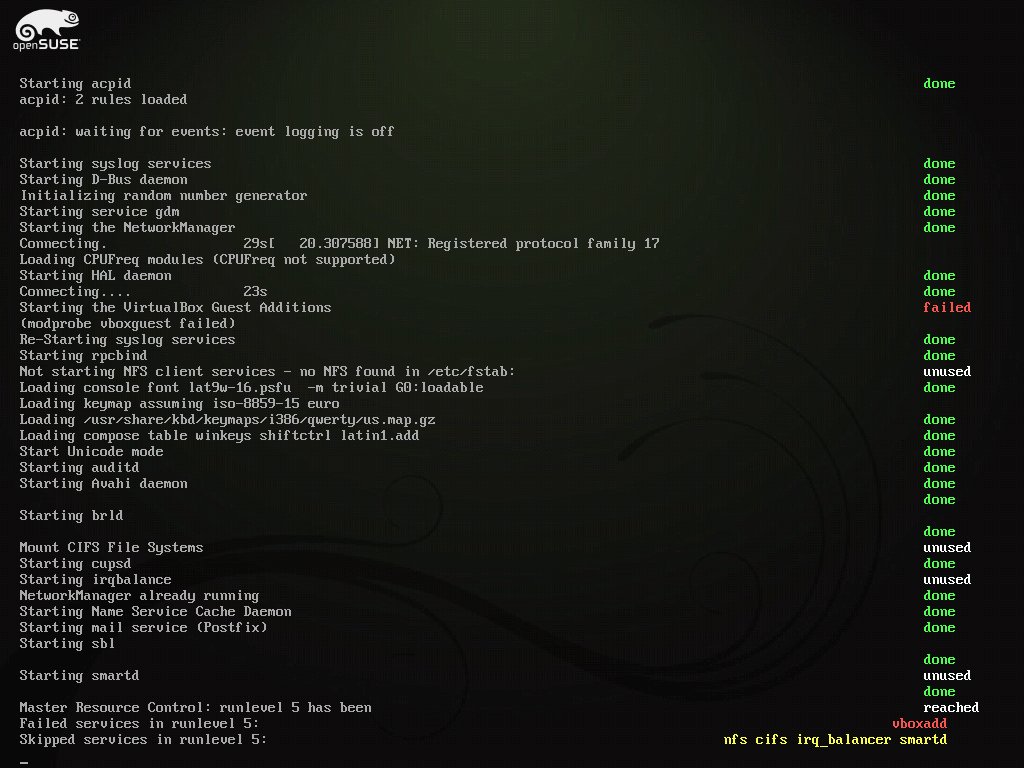 openSUSE
Starting acpid done
acpid: 2 rules loaded
acpid: waiting for events: event logging is off
Starting syslog services done
Starting D-Bus daemon done
Initializing random number generator done
Starting service gdm done
Starting the NetworkManager done
Connecting. 29s[ 20.307588] NET: Registered protocol family 17
Loading CPUFreq modules (CPUFreq not supported)
Starting HAL daemon done
Connecting.... 23s done
Starting the VirtualBox Guest Additions failed
(modprobe vboxguest failed)
Re-Starting syslog services done
Starting rpcbind done
Not starting NFS client services - no NFS found in /etc/fstab: unused
Loading console font lat9w-16.psfu -m trivial G0:loadable done
Loading keymap assuming iso-8859-15 euro
Loading /usr/share/kbd/keymaps/i386/qwerty/us.map.gz done
Loading compose table winkeys shiftctrl latin1.add done
Start Unicode mode done
Starting auditd done
Starting Avahi daemon done
done
Starting brld
done
Mount CIFS File Systems unused
Starting cupsd done
Starting irqbalance unused
NetworkManager already running done
Starting Name Service Cache Daemon done
Starting mail service (Postfix) done
Starting sbl
done
Starting smartd unused
done
Master Resource Control: runlevel 5 has been reached
Failed services in runlevel 5: vboxadd
Skipped services in runlevel 5: nfs cifs irq_balancer smartd
_